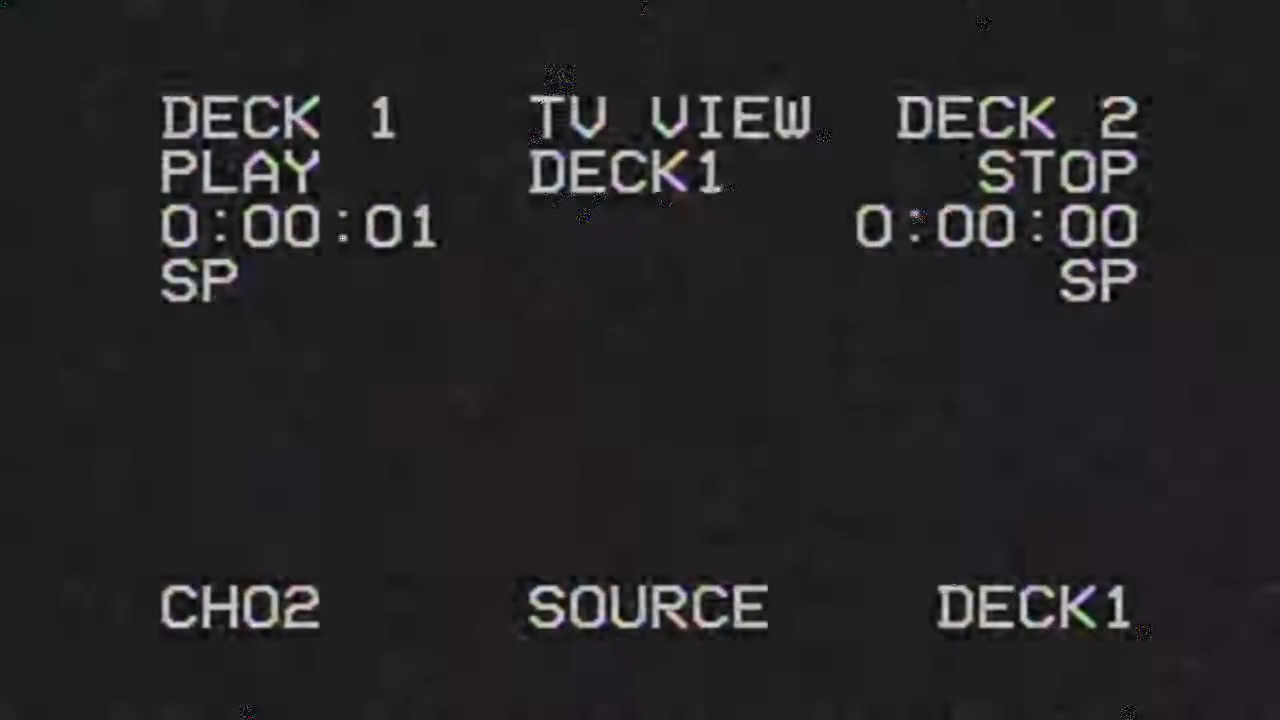 DECK 1 TV VIEW DECK 2
PLAY DECK1 STOP
0:00:01 0:00:00
SP SP
CH02 SOURCE DECK1